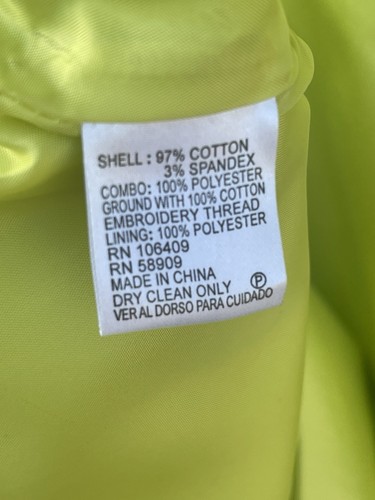 SHELL : 97% COTTON
3% SPANDEX
COMBO: 100% POLYESTER
GROUND WITH 100% COTTON
EMBROIDERY THREAD
LINING: 100% POLYESTER
RN 106409
RN 58909
MADE IN CHINA
DRY CLEAN ONLY Ⓟ
VER AL DORSO PARA CUIDADO